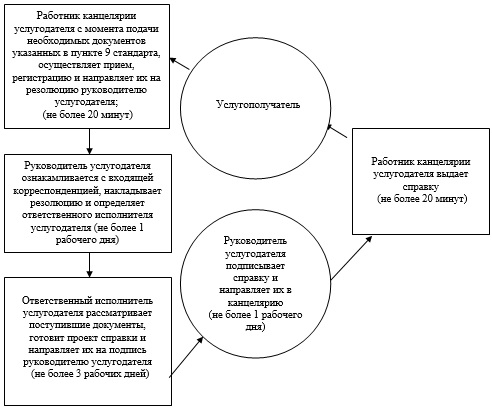 Работник канцелярии
услугодателя с момента подачи
необходимых документов
указанных в пункте 9 стандарта,
осуществляет прием,
регистрацию и направляет их на
резолюцию руководителю
услугодателя;
(не более 20 минут)
Услугополучатель
Руководитель услугодателя
ознакамливается с входящей
корреспонденцией, накладывает
резолюцию и определяет
ответственного исполнителя
услугодателя (не более 1
рабочего дня)
Ответственный исполнитель
услугодателя рассматривает
поступившие документы,
готовит проект справки и
направляет их на подпись
руководителю услугодателя
(не более 3 рабочих дней)
Руководитель
услугодателя
подписывает
справку и
направляет их в
канцелярию
(не более 1 рабочего
дня)
Работник канцелярии
услугодателя выдает
справку
(не более 20 минут)